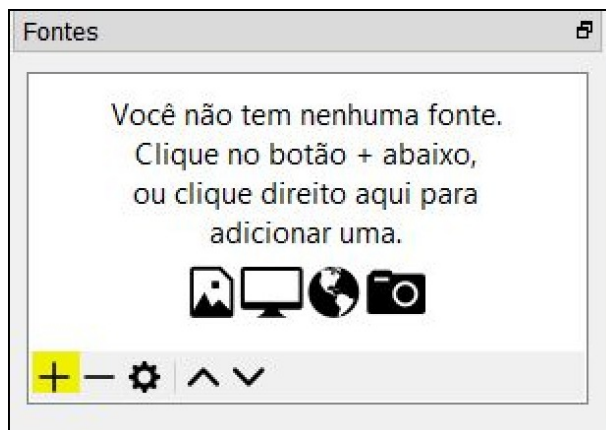 Fontes
Você não tem nenhuma fonte.
Clique no botão + abaixo,
ou clique direito aqui para
adicionar uma.